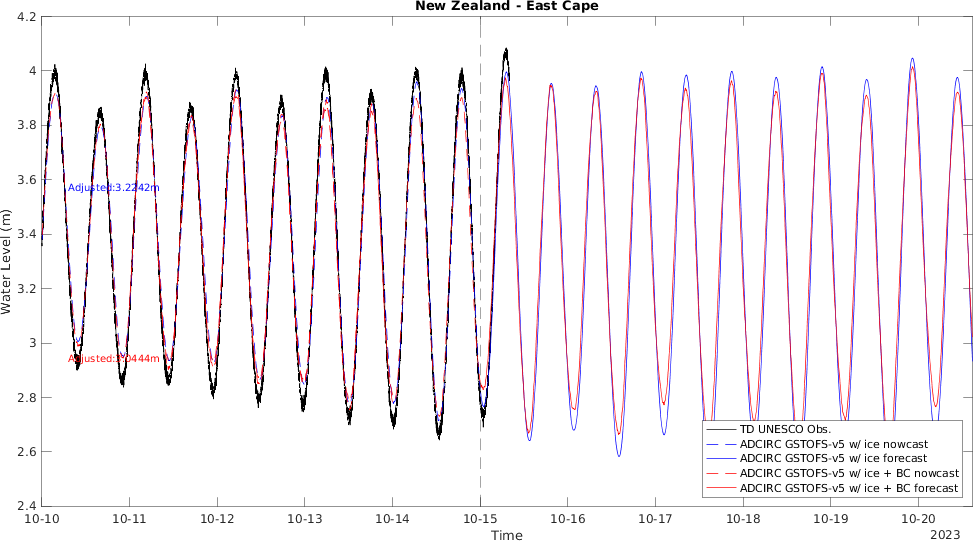 New Zealand - East Cape
4.2
4
3.8
3.6
3.4
3.2
3
2.8
2.6
2.4
Water Level (m)
Adjusted:3.2242m
TD UNESCO Obs.
ADCIRC GSTOFS-v5 w/ ice nowcast
ADCIRC GSTOFS-v5 w/ ice forecast
ADCIRC GSTOFS-v5 w/ ice + BC nowcast
ADCIRC GSTOFS-v5 w/ ice + BC forecast
10-10 10-11 10-12 10-13 10-14 10-15 10-16 10-17 10-18 10-19 10-20
Time
2023